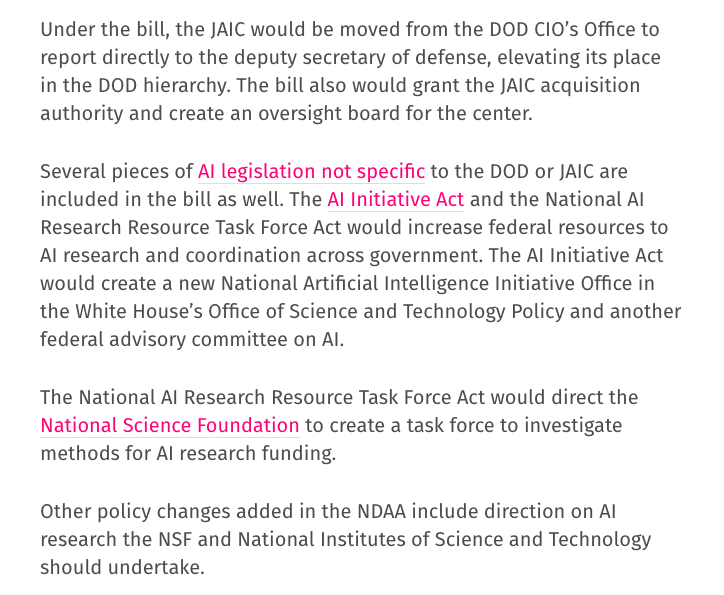 Under the bill, the JAIC would be moved from the DOD CIO’s Office to
report directly to the deputy secretary of defense, elevating its place
in the DOD hierarchy. The bill also would grant the JAIC acquisition
authority and create an oversight board for the center.
Several pieces of AI legislation not specific to the DOD or JAIC are
included in the bill as well. The AI Initiative Act and the National AI
Research Resource Task Force Act would increase federal resources to
AI research and coordination across government. The AI Initiative Act
would create a new National Artificial Intelligence Initiative Office in
the White House’s Office of Science and Technology Policy and another
federal advisory committee on AI.
The National AI Research Resource Task Force Act would direct the
National Science Foundation to create a task force to investigate
methods for AI research funding.
Other policy changes added in the NDAA include direction on AI
research the NSF and National Institutes of Science and Technology
should undertake.